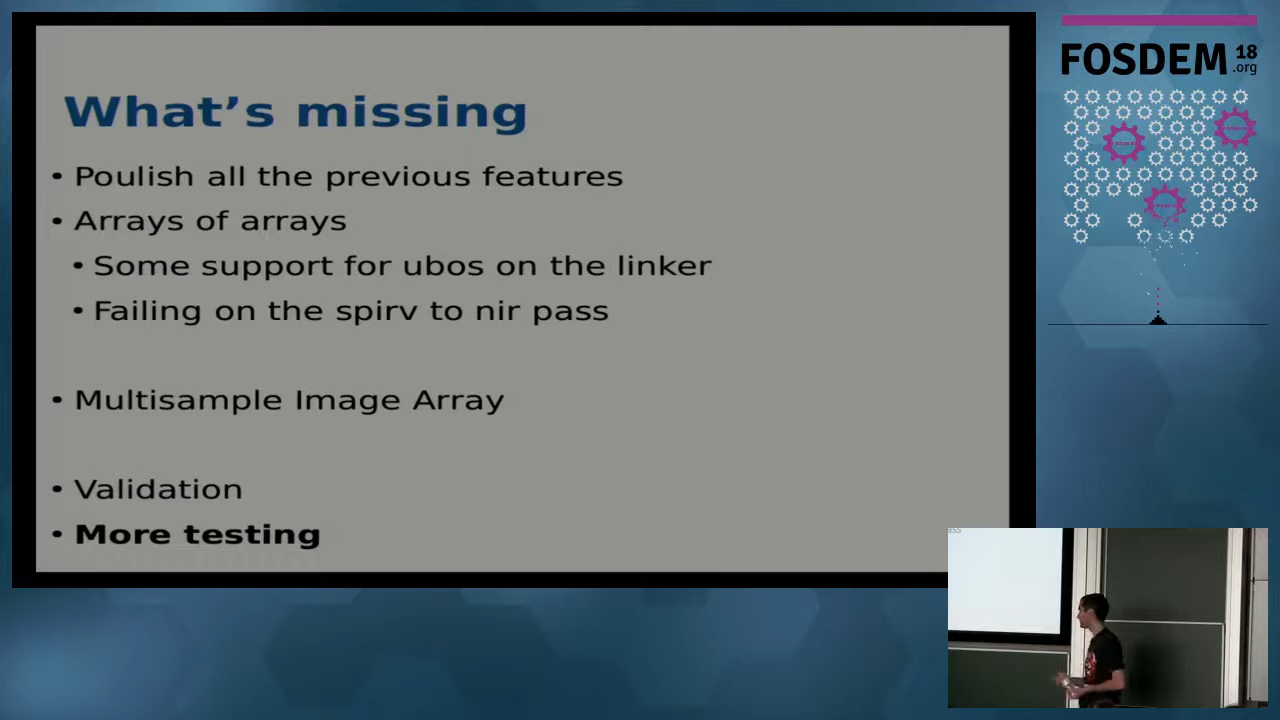 What's missing
• Poulish all the previous features
• Arrays of arrays
• Some support for ubos on the linker
• Failing on the spirv to nir pass
• Multisample Image Array
• Validation
• More testing
FOSDEM 18
.org